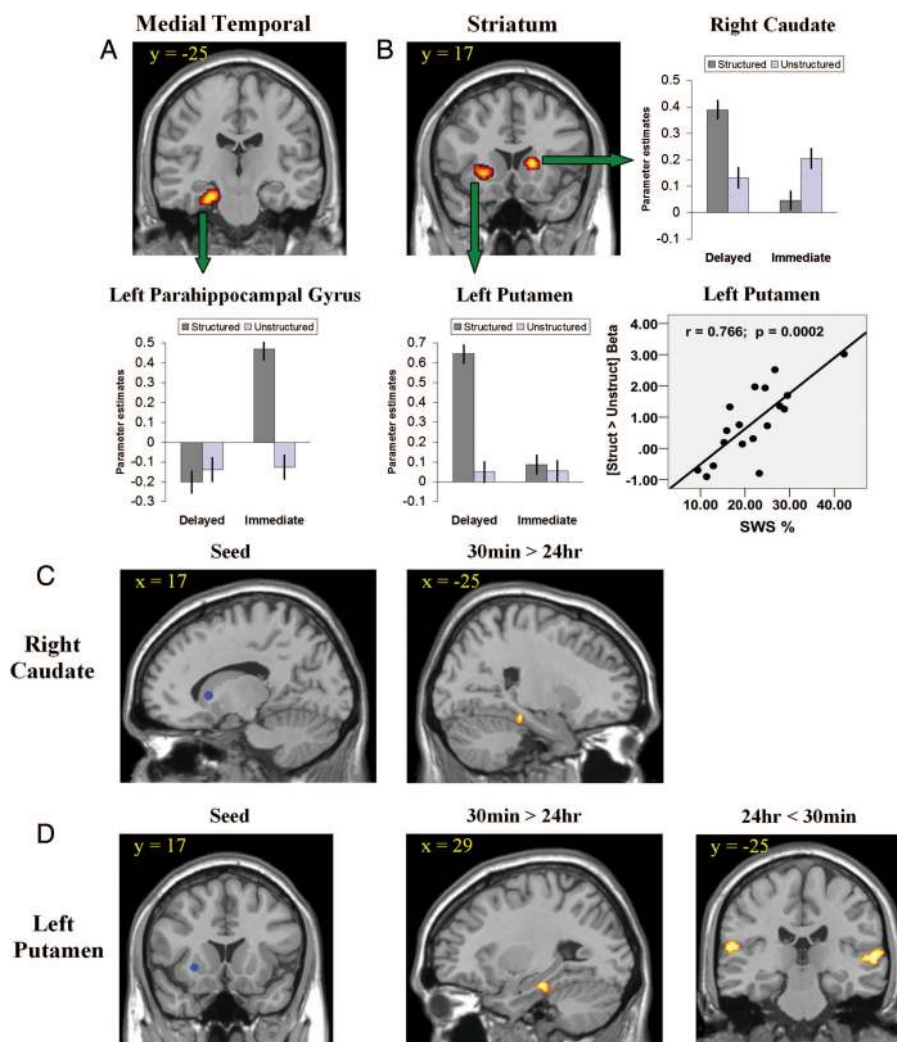 Medial Temporal
A
y = -25
Striatum
B
y = 17
Right Caudate
Structured Unstructured
Parameter estimates
0.5
0.4
0.3
0.2
0.1
0
-0.1
Delayed Immediate
Left Parahippocampal Gyrus
Structured Unstructured
Parameter estimates
0.5
0.4
0.3
0.2
0.1
0
-0.1
-0.2
-0.3
Delayed Immediate
Left Putamen
Structured Unstructured
Parameter estimates
0.7
0.6
0.5
0.4
0.3
0.2
0.1
0
-0.1
Delayed Immediate
Left Putamen
r = 0.766; p = 0.0002
[Struct > Unstruct] Beta
4.00
3.00
2.00
1.00
.00
-1.00
10.00 20.00 30.00 40.00
SWS %
C
Right
Caudate
Seed
x = 17
30min > 24hr
x = -25
D
Left
Putamen
Seed
y = 17
30min > 24hr
x = 29
24hr < 30min
y = -25